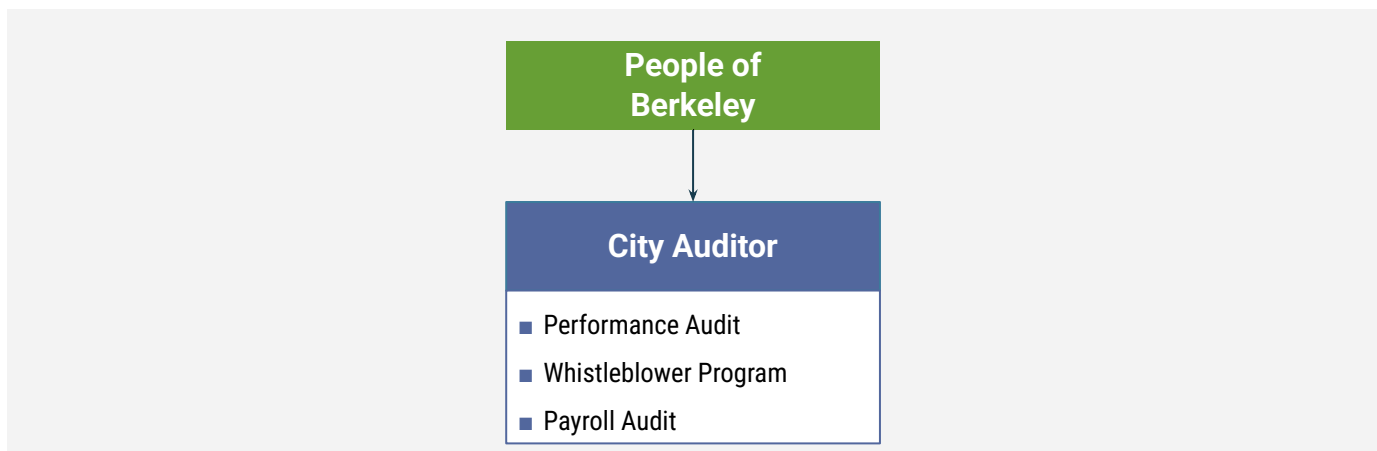 People of
Berkeley
City Auditor
■ Performance Audit
■ Whistleblower Program
■ Payroll Audit